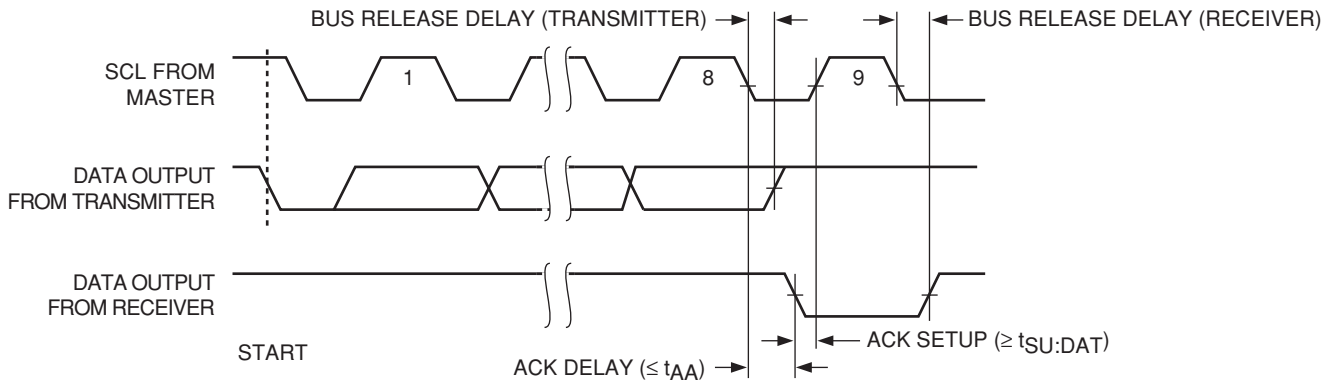 BUS RELEASE DELAY (TRANSMITTER)
BUS RELEASE DELAY (RECEIVER)
SCL FROM
MASTER
1
8
9
DATA OUTPUT
FROM TRANSMITTER
DATA OUTPUT
FROM RECEIVER
START
ACK SETUP (≥ tSU:DAT)
ACK DELAY (≤ tAA)